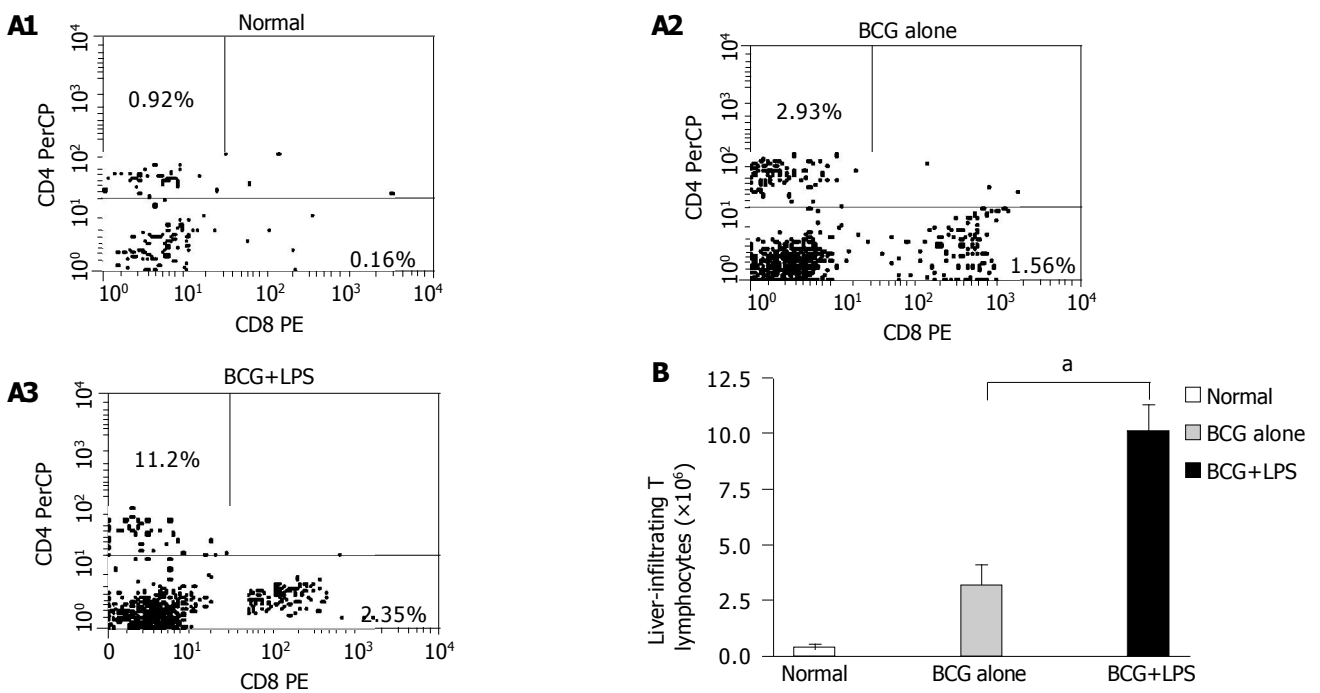 A1
Normal
CD4 PerCP
10⁴
10³
10²
10¹
10⁰
0.92%
0.16%
10⁰ 10¹ 10² 10³ 10⁴
CD8 PE
A2
BCG alone
CD4 PerCP
10⁴
10³
10²
10¹
10⁰
2.93%
1.56%
10⁰ 10¹ 10² 10³ 10⁴
CD8 PE
A3
BCG+LPS
CD4 PerCP
10⁴
10³
10²
10¹
10⁰
11.2%
2.35%
0 10¹ 10² 10³ 10⁴
CD8 PE
B
a
Liver-infiltrating T
lymphocytes (×10⁶)
12.5
10.0
7.5
5.0
2.5
0.0
Normal BCG alone BCG+LPS
Normal
BCG alone
BCG+LPS